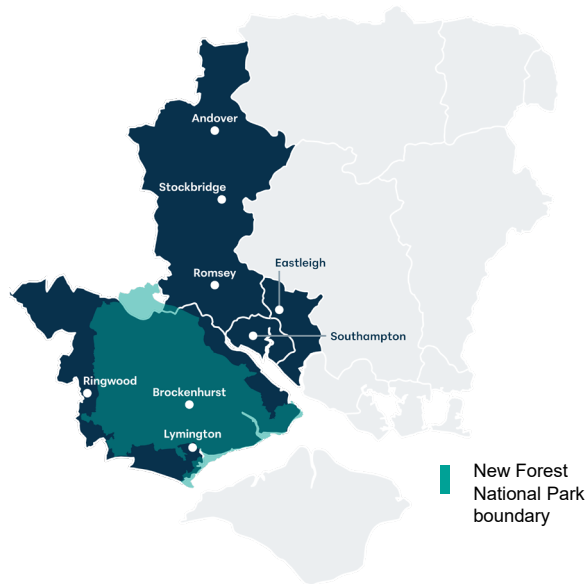 Andover
Stockbridge
Eastleigh
Romsey
Southampton
Ringwood
Brockenhurst
Lymington
New Forest
National Park
boundary